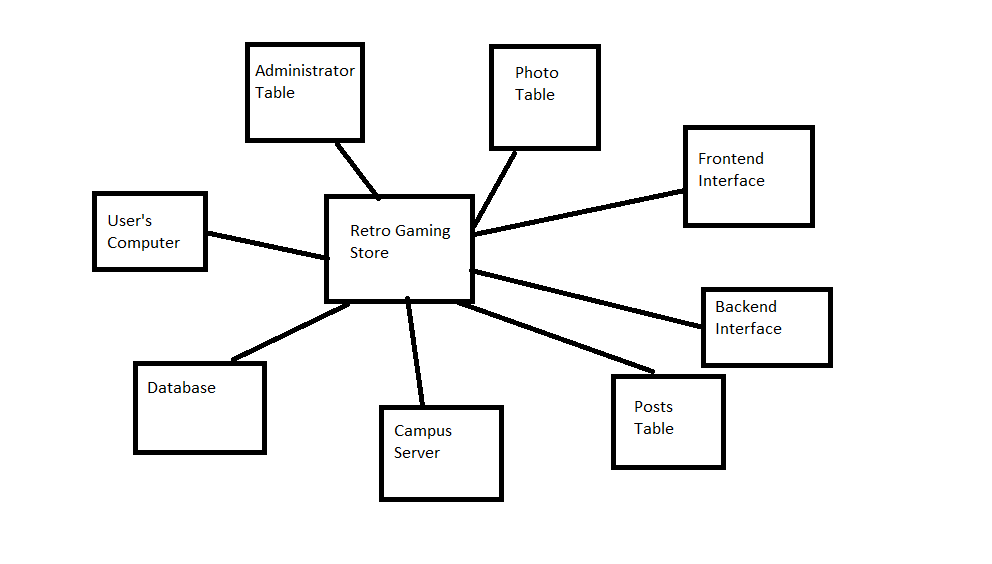 Administrator
Table
Photo
Table
Frontend
Interface
User's
Computer
Retro Gaming
Store
Backend
Interface
Database
Campus
Server
Posts
Table